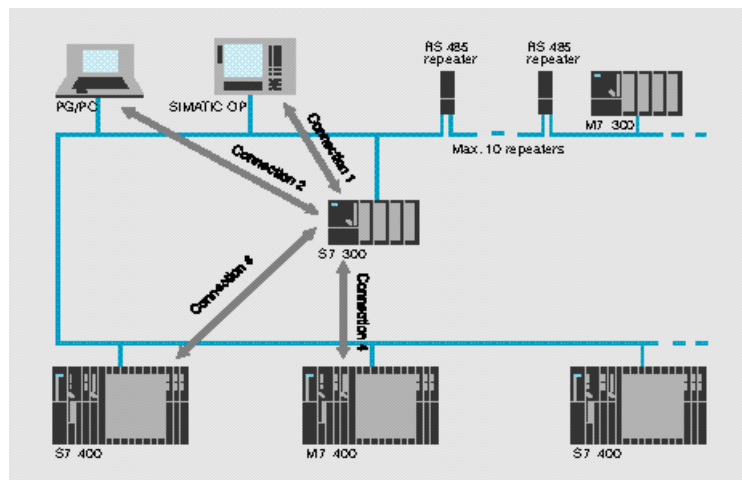 RS 485
repeater
RS 485
repeater
PG/PC
SIMATIC OP
M7 300
Max. 10 repeaters
Connection 1
Connection 2
S7 300
Connection
Connection 4
S7 400
M7 400
S7 400